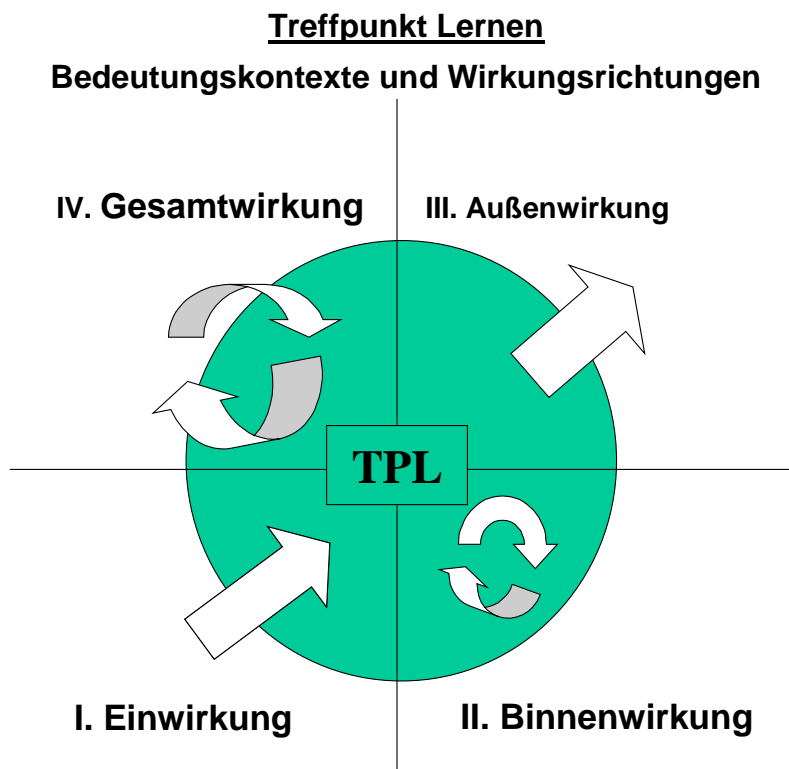 Treffpunkt Lernen
Bedeutungskontexte und Wirkungsrichtungen
IV. Gesamtwirkung
III. Außenwirkung
TPL
I. Einwirkung
II. Binnenwirkung